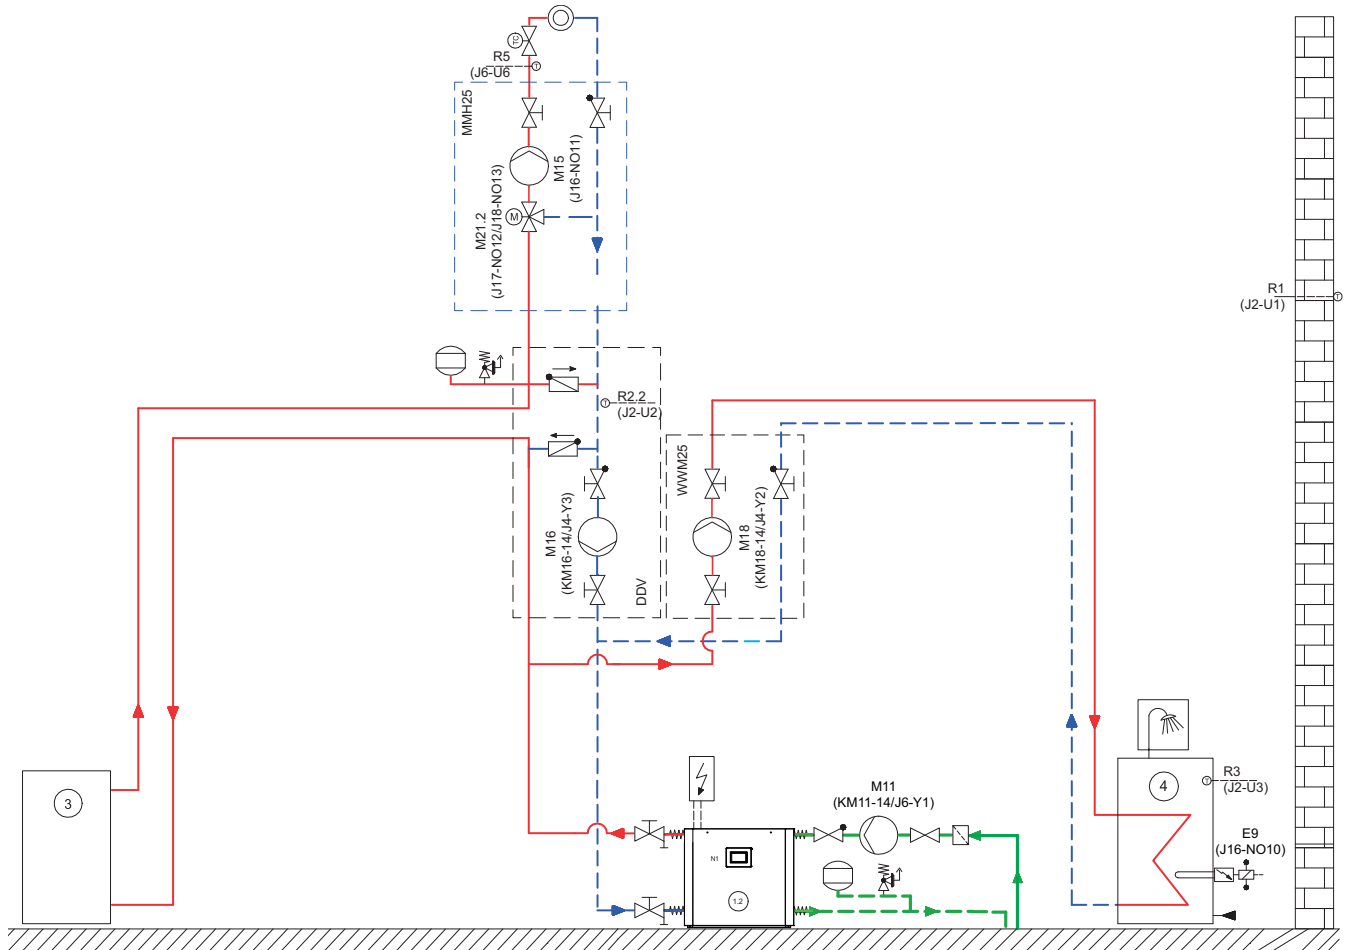 TC
R5
(J6-U6
T
MMH25
M15
(J16-NO11)
M
M21.2
(J17-NO12/J18-NO13)
R1
(J2-U1)
T
T
R2.2
(J2-U2)
M16
(KM16-14/J4-Y3)
DDV
WWM25
M18
(KM18-14/J4-Y2)
3
M11
(KM11-14/J6-Y1)
N1
1.2
4
T
R3
(J2-U3)
E9
(J16-NO10)